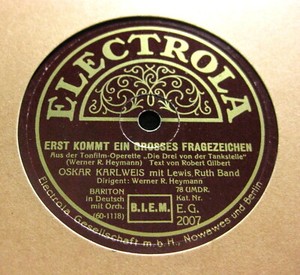 ELECTROLA
ERST KOMMT EIN GROSSES FRAGEZEICHEN
Aus der Tonfilm-Operette „Die Drei von der Tankstelle"
(Werner R. Heymann) Text von Robert Gilbert
OSKAR KARLWEIS mit Lewis Ruth Band
Dirigent: Werner R. Heymann
BARITON
in Deutsch
mit Orch.
(60-1118)
B.I.E.M.
78 UMDR.
Kat. Nr.
E.G.
2007
Electrola Gesellschaft m b H., Nowawes und Berlin